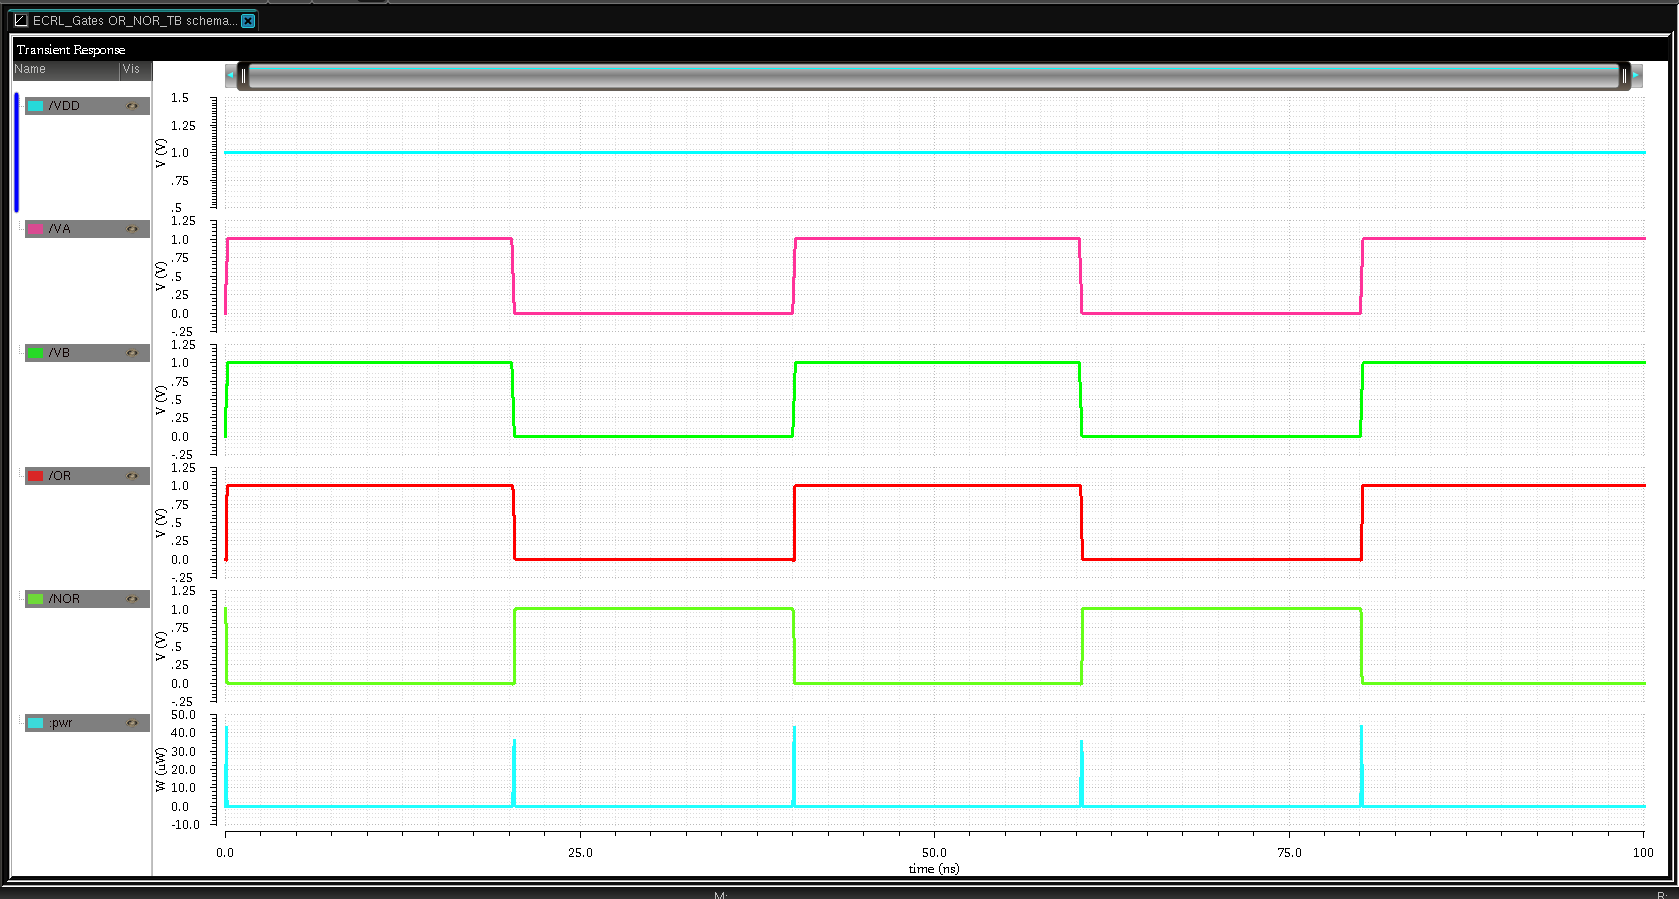 ECRL_Gates OR_NOR_TB schema...
Transient Response
Name Vis
/VDD
1.5
1.25
1.0
.75
.5
V (V)
/VA
1.25
1.0
.75
.5
.25
0.0
-.25
V (V)
/VB
1.25
1.0
.75
.5
.25
0.0
-.25
V (V)
/OR
1.25
1.0
.75
.5
.25
0.0
-.25
V (V)
/NOR
1.25
1.0
.75
.5
.25
0.0
-.25
V (V)
:pwr
50.0
40.0
30.0
20.0
10.0
0.0
-10.0
W (uW)
0.0 25.0 50.0 75.0 100
time (ns)
M: